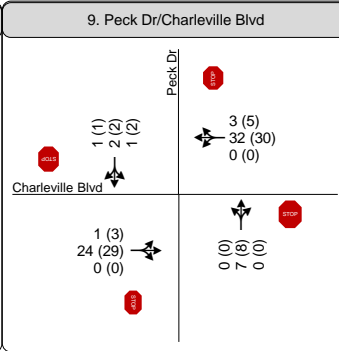 9. Peck Dr/Charleville Blvd
Peck Dr
STOP
1 (1)
2 (2)
1 (2)
3 (5)
32 (30)
0 (0)
STOP
Charleville Blvd
STOP
1 (3)
24 (29)
0 (0)
0 (0)
7 (8)
0 (0)
STOP